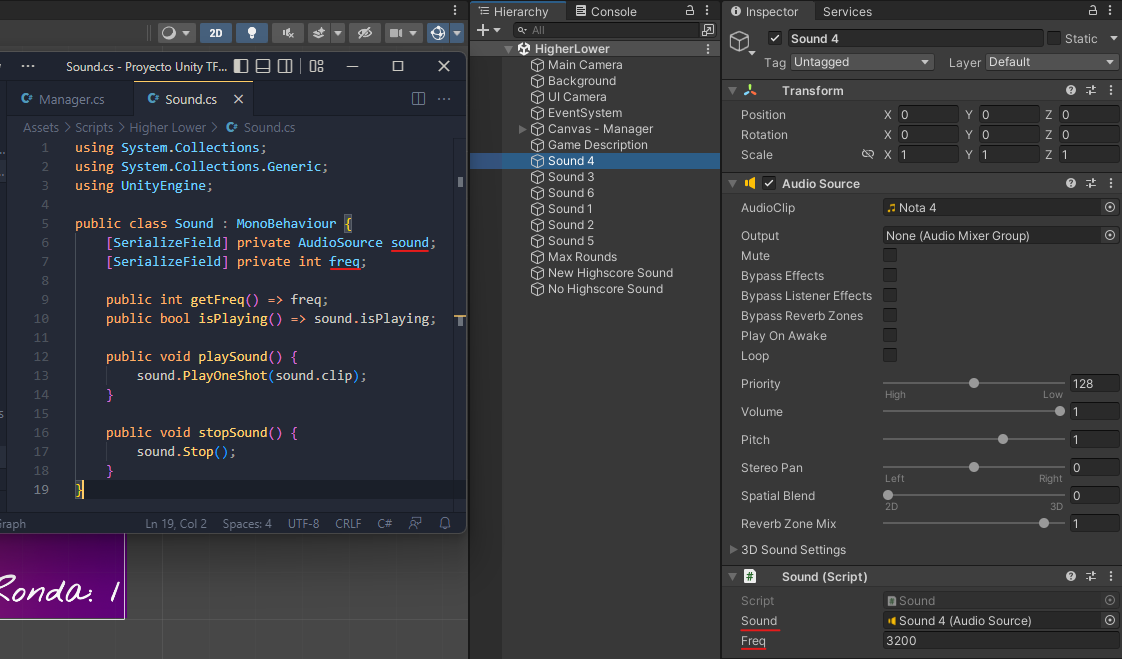 2D
Sound.cs - Proyecto Unity TF...
Manager.cs
Sound.cs
Assets > Scripts > Higher Lower > Sound.cs
1 using System.Collections;
2 using System.Collections.Generic;
3 using UnityEngine;
4
5 public class Sound : MonoBehaviour {
6 [SerializeField] private AudioSource sound;
7 [SerializeField] private int freq;
8
9 public int getFreq() => freq;
10 public bool isPlaying() => sound.isPlaying;
11
12 public void playSound() {
13 sound.PlayOneShot(sound.clip);
14 }
15
16 public void stopSound() {
17 sound.Stop();
18 }
19 }
Graph
Ln 19, Col 2 Spaces: 4 UTF-8 CRLF C#
Ronda: 1
Hierarchy Console
All
HigherLower
Main Camera
Background
UI Camera
EventSystem
Canvas - Manager
Game Description
Sound 4
Sound 3
Sound 6
Sound 1
Sound 2
Sound 5
Max Rounds
New Highscore Sound
No Highscore Sound
Inspector Services
Sound 4 Static
Tag Untagged Layer Default
Transform
Position X 0 Y 0 Z 0
Rotation X 0 Y 0 Z 0
Scale X 1 Y 1 Z 1
Audio Source
AudioClip Nota 4
Output None (Audio Mixer Group)
Mute
Bypass Effects
Bypass Listener Effects
Bypass Reverb Zones
Play On Awake
Loop
Priority 128
High Low
Volume 1
Pitch 1
Stereo Pan 0
Left Right
Spatial Blend 0
2D 3D
Reverb Zone Mix 1
3D Sound Settings
# Sound (Script)
Script # Sound
Sound Sound 4 (Audio Source)
Freq 3200